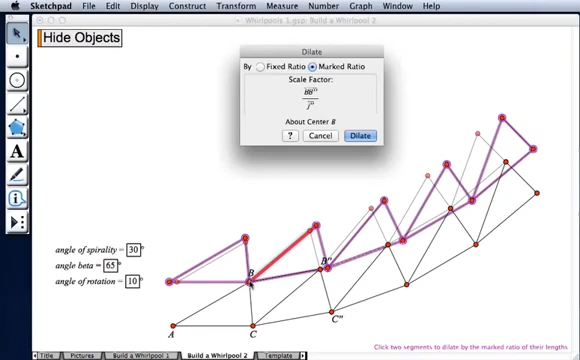 Sketchpad File Edit Display Construct Transform Measure Number Graph Window Help
Whirlpools 1.gsp: Build a Whirlpool 2
Hide Objects
Dilate
By Fixed Ratio Marked Ratio
Scale Factor:
BB'''
j''
About Center B
? Cancel Dilate
A
B
B''
angle of spirality = 30 °
angle beta = 65 °
angle of rotation = 10 °
C''
A
C
Click two segments to dilate by the marked ratio of their lengths
Title Pictures Build a Whirlpool 1 Build a Whirlpool 2 Template